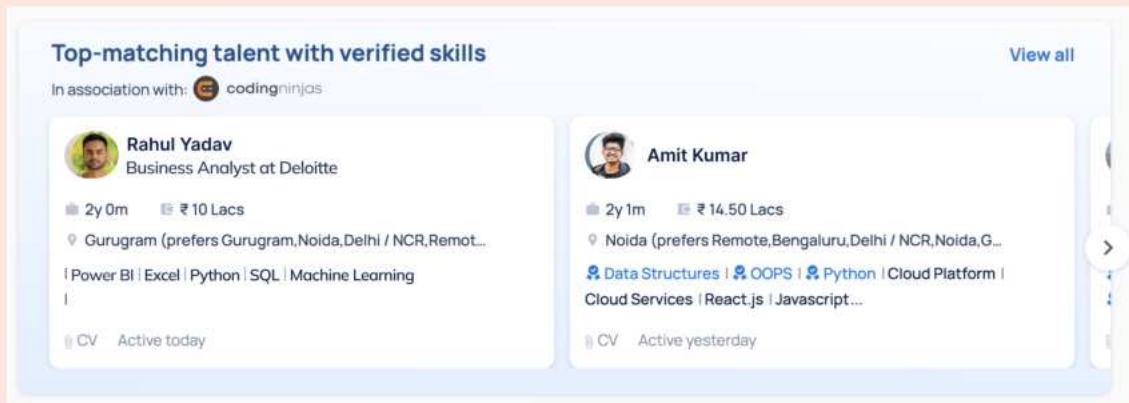 Top-matching talent with verified skills
View all
In association with: codingninjas
Rahul Yadav
Business Analyst at Deloitte
2y 0m ₹ 10 Lacs
Gurugram (prefers Gurugram,Noida,Delhi / NCR,Remot...
| Power BI | Excel | Python | SQL | Machine Learning
|
CV Active today
Amit Kumar
2y 1m ₹ 14.50 Lacs
Noida (prefers Remote,Bengaluru,Delhi / NCR,Noida,G...
Data Structures | OOPS | Python | Cloud Platform |
Cloud Services | React.js | Javascript...
CV Active yesterday